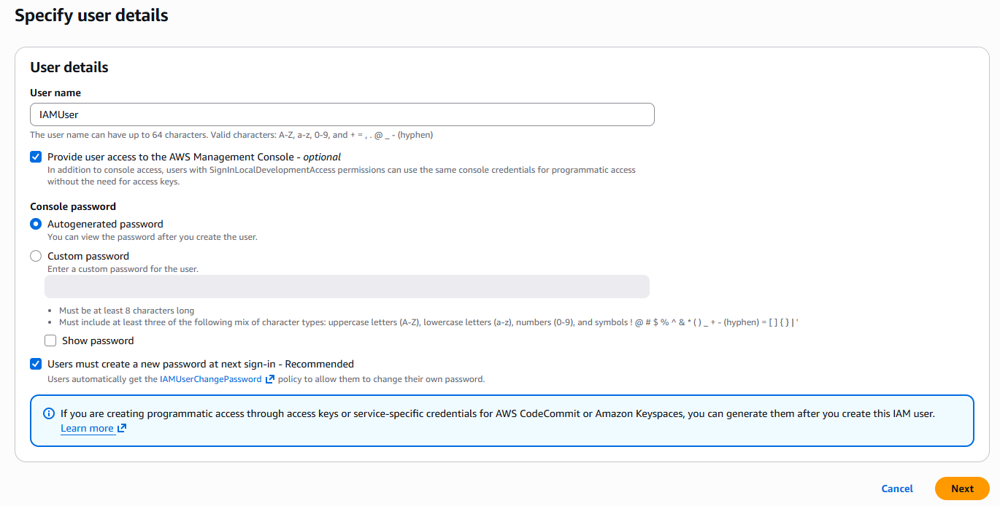 Specify user details
User details
User name
IAMUser
The user name can have up to 64 characters. Valid characters: A-Z, a-z, 0-9, and + = , . @ _ - (hyphen)
Provide user access to the AWS Management Console - optional
In addition to console access, users with SignInLocalDevelopmentAccess permissions can use the same console credentials for programmatic access
without the need for access keys.
Console password
Autogenerated password
You can view the password after you create the user.
Custom password
Enter a custom password for the user.
• Must be at least 8 characters long
• Must include at least three of the following mix of character types: uppercase letters (A-Z), lowercase letters (a-z), numbers (0-9), and symbols ! @ # $ % ^ & * ( ) _ + - (hyphen) = [ ] { } | '
Show password
Users must create a new password at next sign-in - Recommended
Users automatically get the IAMUserChangePassword policy to allow them to change their own password.
If you are creating programmatic access through access keys or service-specific credentials for AWS CodeCommit or Amazon Keyspaces, you can generate them after you create this IAM user.
Learn more
Cancel
Next